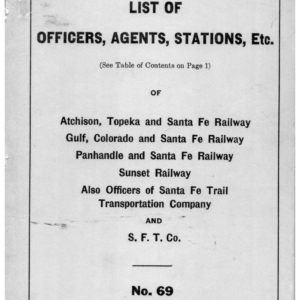 LIST OF
OFFICERS, AGENTS, STATIONS, Etc.
(See Table of Contents on Page 1)
OF
Atchison, Topeka and Santa Fe Railway
Gulf, Colorado and Santa Fe Railway
Panhandle and Santa Fe Railway
Sunset Railway
Also Officers of Santa Fe Trail
Transportation Company
AND
S. F. T. Co.
No. 69